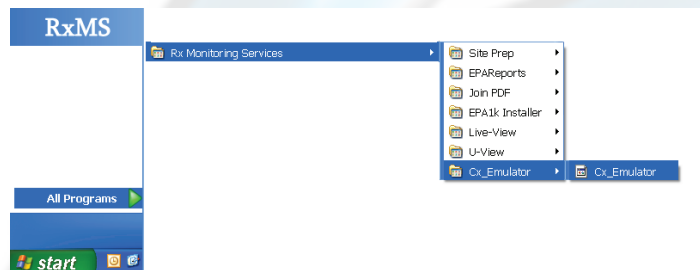 RxMS
Rx Monitoring Services
Site Prep
EPAReports
Join PDF
EPA1k Installer
Live-View
U-View
Cx_Emulator
Cx_Emulator
All Programs
start